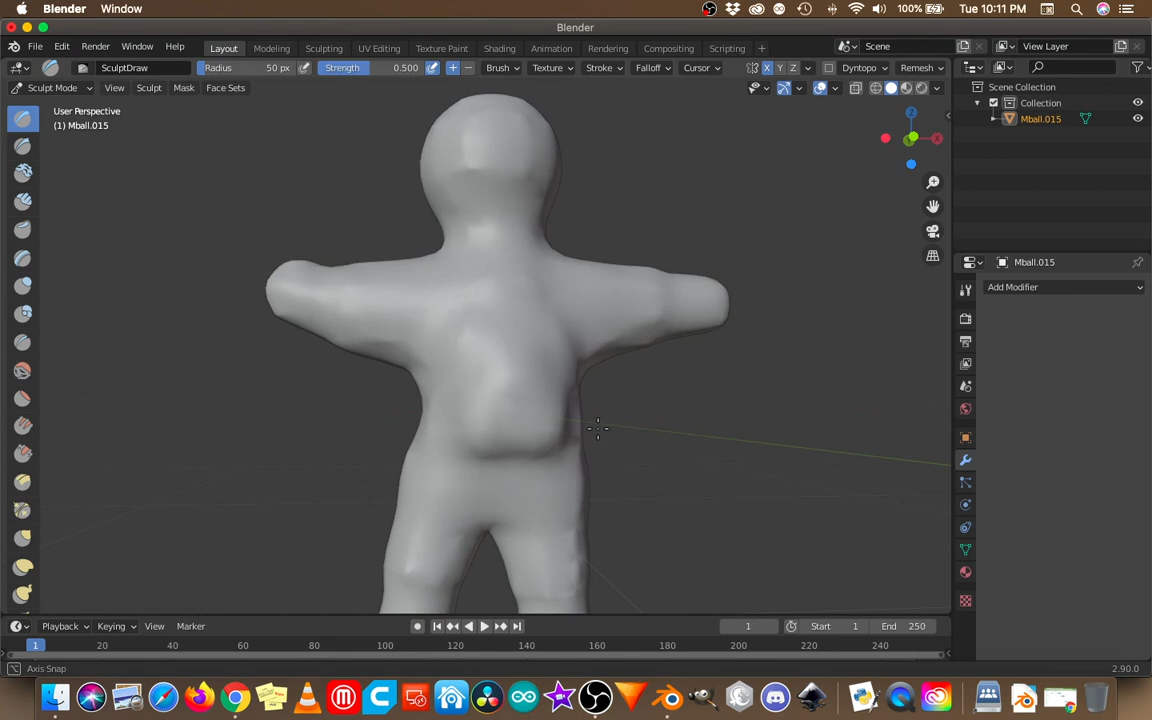 Blender Window 100% Tue 10:11 PM
Blender
File Edit Render Window Help Layout Modeling Sculpting UV Editing Texture Paint Shading Animation Rendering Compositing Scripting + Scene View Layer
SculptDraw Radius 50 px Strength 0.500 + - Brush Texture Stroke Falloff Cursor X Y Z Dyntopo Remesh
Sculpt Mode View Sculpt Mask Face Sets Scene Collection
User Perspective Collection
(1) Mball.015 Mball.015
Z
X
Mball.015
Add Modifier
Playback Keying View Marker 1 Start 1 End 250
1 20 40 60 80 100 120 140 160 180 200 220 240
Axis Snap 2.90.0